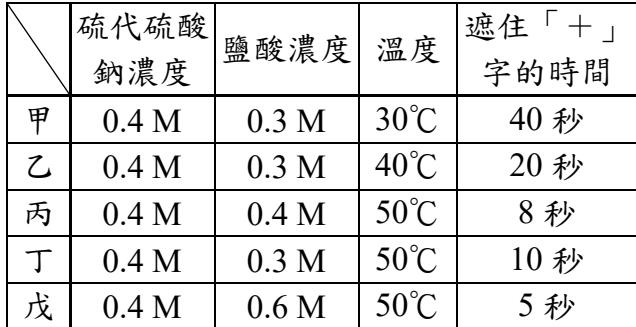 硫代硫酸鈉濃度 鹽酸濃度 溫度 遮住「＋」字的時間
甲 0.4 M 0.3 M 30℃ 40 秒
乙 0.4 M 0.3 M 40℃ 20 秒
丙 0.4 M 0.4 M 50℃ 8 秒
丁 0.4 M 0.3 M 50℃ 10 秒
戊 0.4 M 0.6 M 50℃ 5 秒